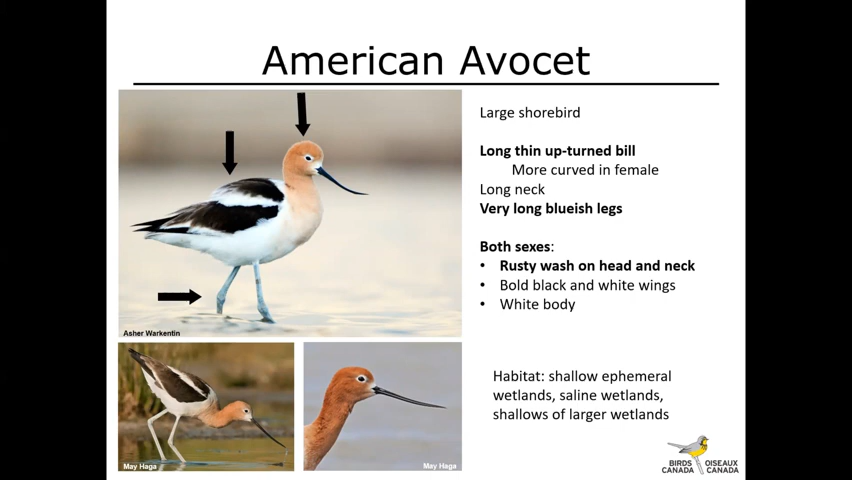 American Avocet
Large shorebird
Long thin up-turned bill
More curved in female
Long neck
Very long blueish legs
Both sexes:
• Rusty wash on head and neck
• Bold black and white wings
• White body
Habitat: shallow ephemeral
wetlands, saline wetlands,
shallows of larger wetlands
Asher Warkentin
May Haga
May Haga
BIRDS OISEAUX
CANADA CANADA